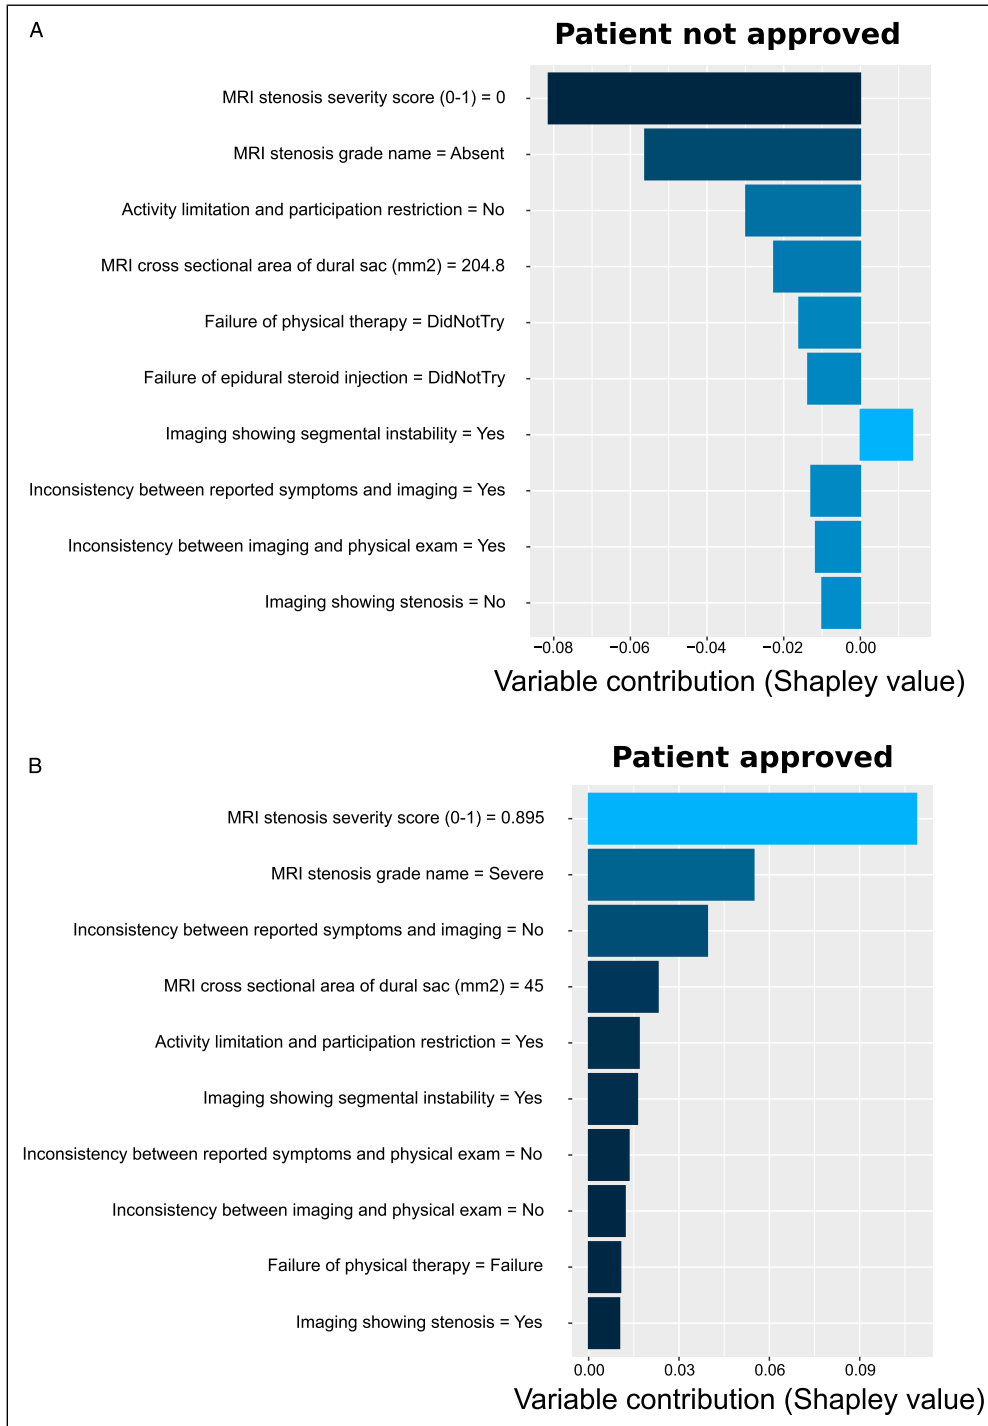 A
Patient not approved
MRI stenosis severity score (0-1) = 0
MRI stenosis grade name = Absent
Activity limitation and participation restriction = No
MRI cross sectional area of dural sac (mm2) = 204.8
Failure of physical therapy = DidNotTry
Failure of epidural steroid injection = DidNotTry
Imaging showing segmental instability = Yes
Inconsistency between reported symptoms and imaging = Yes
Inconsistency between imaging and physical exam = Yes
Imaging showing stenosis = No
−0.08 −0.06 −0.04 −0.02 0.00
Variable contribution (Shapley value)
B
Patient approved
MRI stenosis severity score (0-1) = 0.895
MRI stenosis grade name = Severe
Inconsistency between reported symptoms and imaging = No
MRI cross sectional area of dural sac (mm2) = 45
Activity limitation and participation restriction = Yes
Imaging showing segmental instability = Yes
Inconsistency between reported symptoms and physical exam = No
Inconsistency between imaging and physical exam = No
Failure of physical therapy = Failure
Imaging showing stenosis = Yes
0.00 0.03 0.06 0.09
Variable contribution (Shapley value)